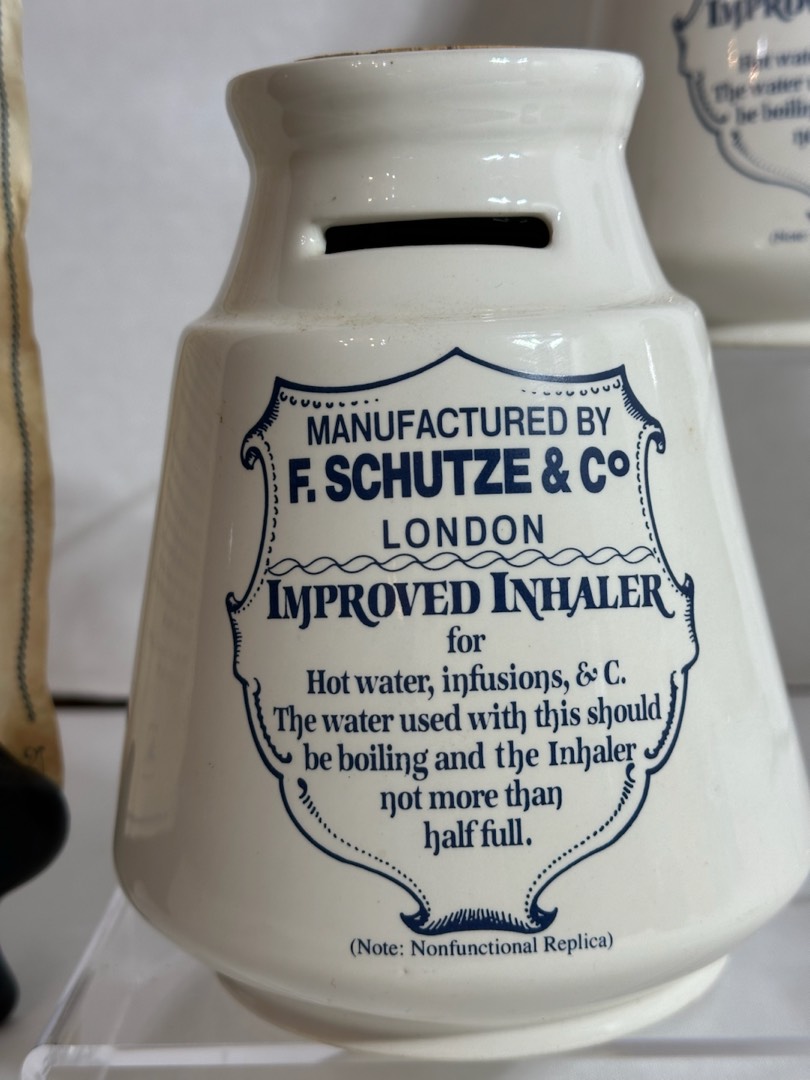 MANUFACTURED BY
F. SCHUTZE & Co
LONDON
IMPROVED INHALER
for
Hot water, infusions, & C.
The water used with this should
be boiling and the Inhaler
not more than
half full.
(Note: Nonfunctional Replica)